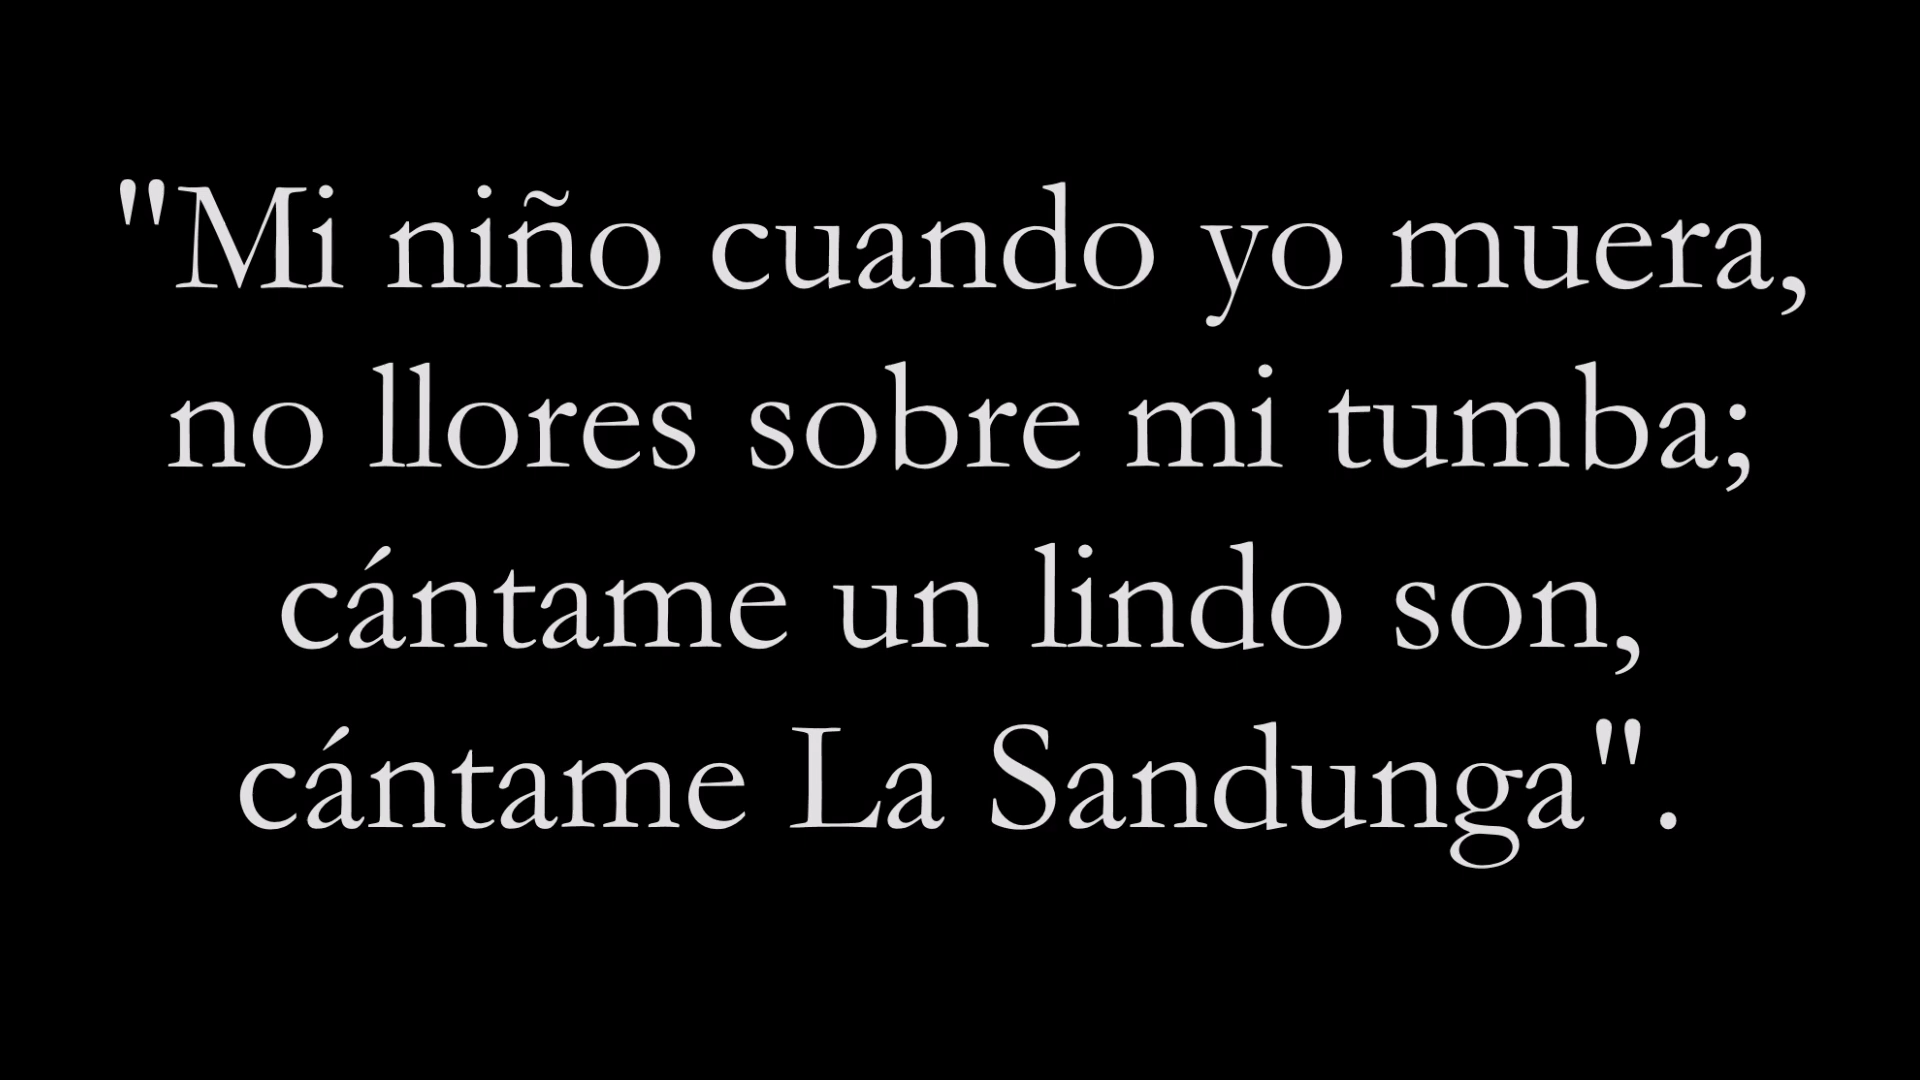 "Mi niño cuando yo muera,
no llores sobre mi tumba;
cántame un lindo son,
cántame La Sandunga".